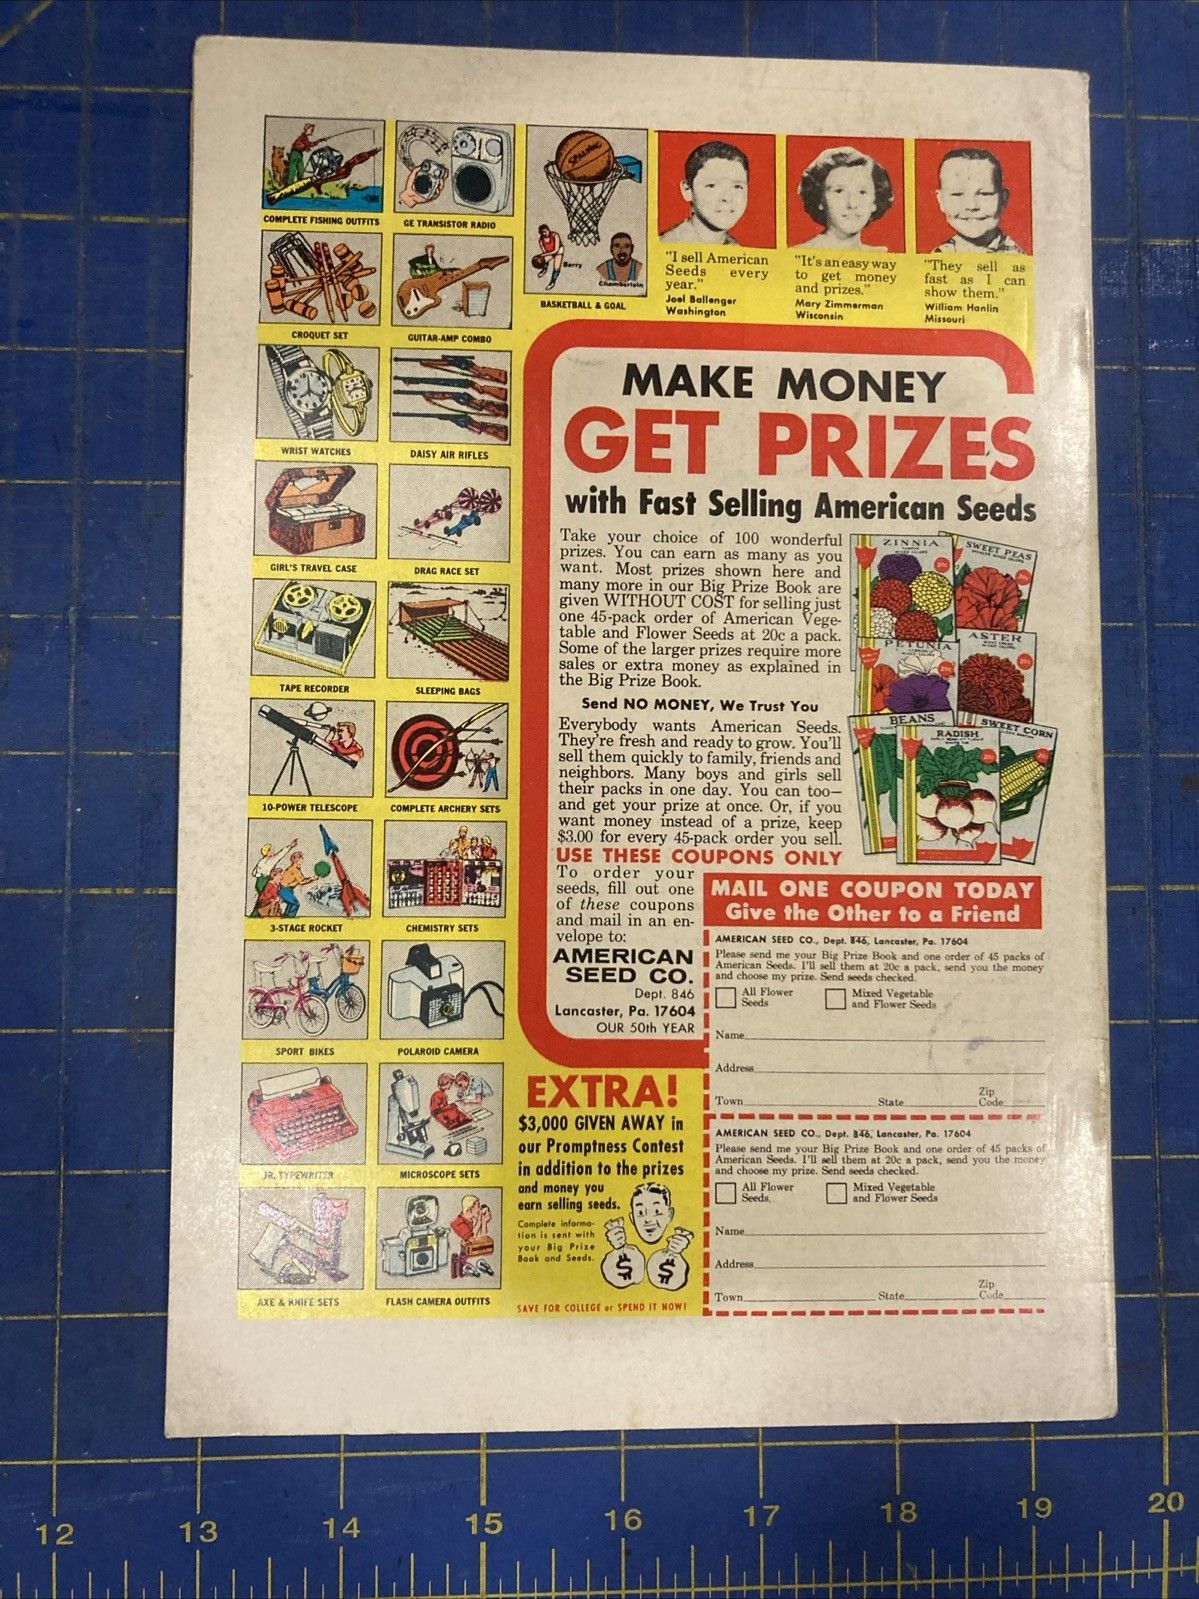 COMPLETE FISHING OUTFITS
GE TRANSISTOR RADIO
SPALDING
Barry
Chamberlain
BASKETBALL & GOAL
CROQUET SET
GUITAR-AMP COMBO
WRIST WATCHES
DAISY AIR RIFLES
GIRL'S TRAVEL CASE
DRAG RACE SET
TAPE RECORDER
SLEEPING BAGS
10-POWER TELESCOPE
COMPLETE ARCHERY SETS
3-STAGE ROCKET
CHEMISTRY SETS
SPORT BIKES
POLAROID CAMERA
JR. TYPEWRITER
MICROSCOPE SETS
AXE & KNIFE SETS
FLASH CAMERA OUTFITS
"I sell American
Seeds every
year."
Joel Ballenger
Washington
"It's an easy way
to get money
and prizes."
Mary Zimmerman
Wisconsin
"They sell as
fast as I can
show them."
William Hanlin
Missouri
MAKE MONEY
GET PRIZES
with Fast Selling American Seeds
Take your choice of 100 wonderful
prizes. You can earn as many as you
want. Most prizes shown here and
many more in our Big Prize Book are
given WITHOUT COST for selling just
one 45-pack order of American Vege-
table and Flower Seeds at 20c a pack.
Some of the larger prizes require more
sales or extra money as explained in
the Big Prize Book.
Send NO MONEY, We Trust You
Everybody wants American Seeds.
They're fresh and ready to grow. You'll
sell them quickly to family, friends and
neighbors. Many boys and girls sell
their packs in one day. You can too—
and get your prize at once. Or, if you
want money instead of a prize, keep
$3.00 for every 45-pack order you sell.
USE THESE COUPONS ONLY
To order your
seeds, fill out one
of these coupons
and mail in an en-
velope to:
AMERICAN
SEED CO.
Dept. 846
Lancaster, Pa. 17604
OUR 50th YEAR
ZINNIA
20¢
SWEET PEAS
20¢
PETUNIA
ASTER
20¢
BEANS
RADISH
20¢
SWEET CORN
20¢
MAIL ONE COUPON TODAY
Give the Other to a Friend
AMERICAN SEED CO., Dept. 846, Lancaster, Pa. 17604
Please send me your Big Prize Book and one order of 45 packs of
American Seeds. I'll sell them at 20c a pack, send you the money
and choose my prize. Send seeds checked.
All Flower
Seeds
Mixed Vegetable
and Flower Seeds
Name
Address
Town State Zip
Code
AMERICAN SEED CO., Dept. 846, Lancaster, Pa. 17604
Please send me your Big Prize Book and one order of 45 packs of
American Seeds. I'll sell them at 20c a pack, send you the money
and choose my prize. Send seeds checked.
All Flower
Seeds,
Mixed Vegetable
and Flower Seeds
Name
Address
Town State Zip
Code
EXTRA!
$3,000 GIVEN AWAY in
our Promptness Contest
in addition to the prizes
and money you
earn selling seeds.
Complete informa-
tion is sent with
your Big Prize
Book and Seeds.
$ $
SAVE FOR COLLEGE or SPEND IT NOW!
12 13 14 15 16 17 18 19 20